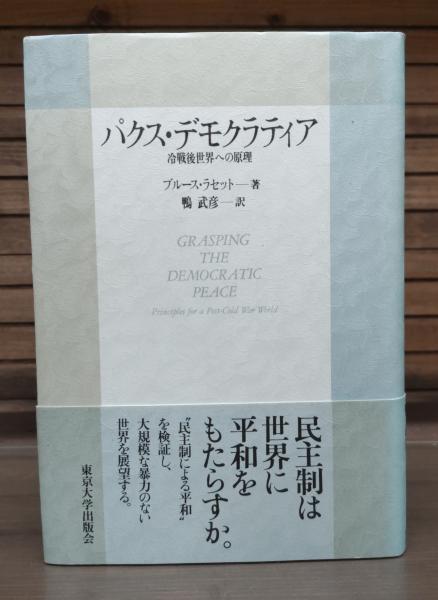 パクス・デモクラティア
冷戦後世界への原理
ブルース・ラセット—著
鴨 武彦—訳
GRASPING
THE
DEMOCRATIC
PEACE
Principles for a Post-Cold War World
民主制は
世界に
平和を
もたらすか。
"民主制による平和"
を検証し、
大規模な暴力のない
世界を展望する。
東京大学出版会